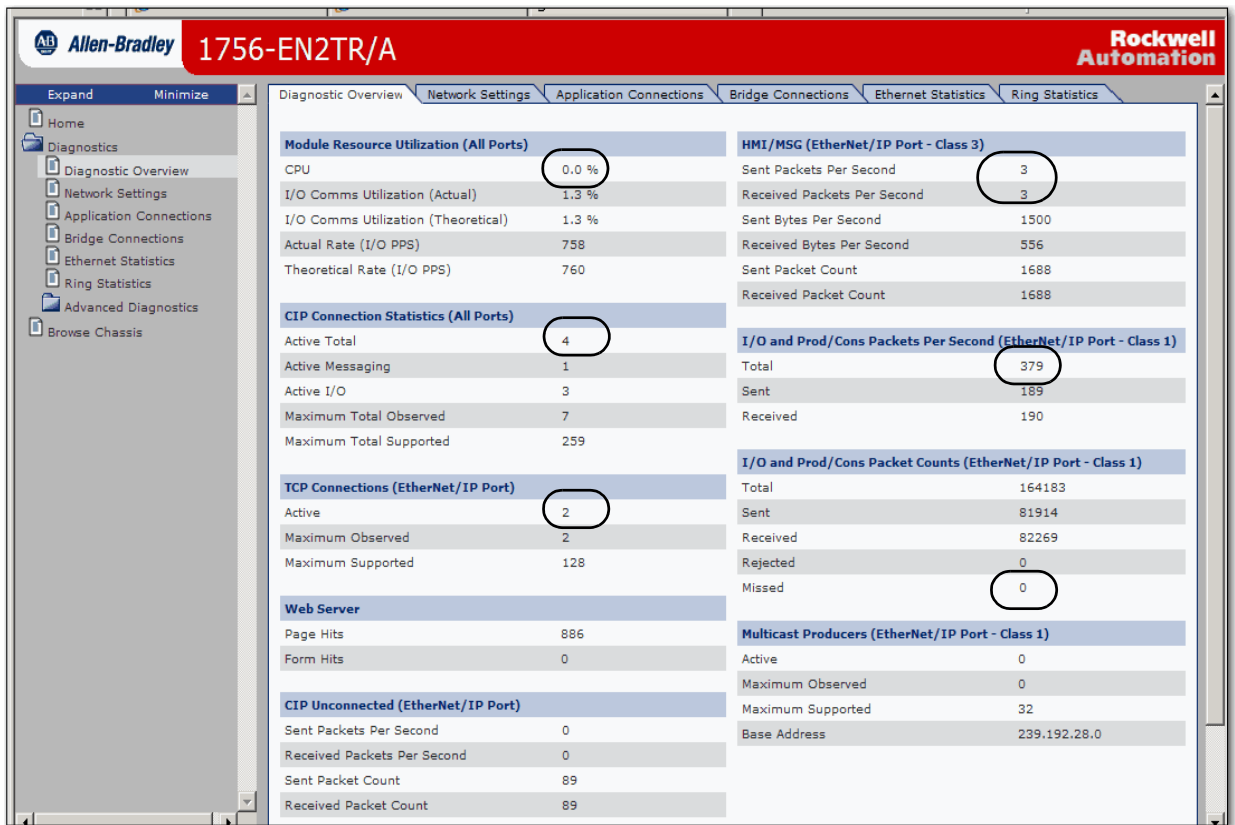 AB Allen-Bradley 1756-EN2TR/A Rockwell Automation
Expand Minimize
Home
Diagnostics
Diagnostic Overview
Network Settings
Application Connections
Bridge Connections
Ethernet Statistics
Ring Statistics
Advanced Diagnostics
Browse Chassis
Diagnostic Overview Network Settings Application Connections Bridge Connections Ethernet Statistics Ring Statistics
Module Resource Utilization (All Ports)
CPU 0.0 %
I/O Comms Utilization (Actual) 1.3 %
I/O Comms Utilization (Theoretical) 1.3 %
Actual Rate (I/O PPS) 758
Theoretical Rate (I/O PPS) 760
CIP Connection Statistics (All Ports)
Active Total 4
Active Messaging 1
Active I/O 3
Maximum Total Observed 7
Maximum Total Supported 259
TCP Connections (EtherNet/IP Port)
Active 2
Maximum Observed 2
Maximum Supported 128
Web Server
Page Hits 886
Form Hits 0
CIP Unconnected (EtherNet/IP Port)
Sent Packets Per Second 0
Received Packets Per Second 0
Sent Packet Count 89
Received Packet Count 89
HMI/MSG (EtherNet/IP Port - Class 3)
Sent Packets Per Second 3
Received Packets Per Second 3
Sent Bytes Per Second 1500
Received Bytes Per Second 556
Sent Packet Count 1688
Received Packet Count 1688
I/O and Prod/Cons Packets Per Second (EtherNet/IP Port - Class 1)
Total 379
Sent 189
Received 190
I/O and Prod/Cons Packet Counts (EtherNet/IP Port - Class 1)
Total 164183
Sent 81914
Received 82269
Rejected 0
Missed 0
Multicast Producers (EtherNet/IP Port - Class 1)
Active 0
Maximum Observed 0
Maximum Supported 32
Base Address 239.192.28.0